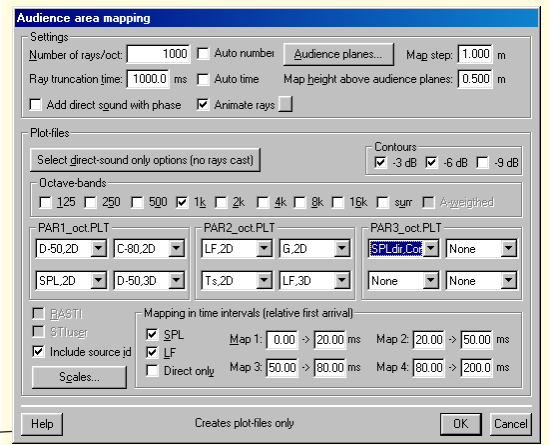 Audience area mapping
Settings
Number of rays/oct: 1000 Auto number Audience planes... Map step: 1.000 m
Ray truncation time: 1000.0 ms Auto time Map height above audience planes: 0.500 m
Add direct sound with phase Animate rays
Plot-files
Select direct-sound only options (no rays cast) Contours -3 dB -6 dB -9 dB
Octave-bands
125 250 500 1k 2k 4k 8k 16k sum A-weigthed
PAR1_oct.PLT PAR2_oct.PLT PAR3_oct.PLT
D-50,2D C-80,2D LF,2D G,2D SPLdir,Cor None
SPL,2D D-50,3D Ts,2D LF,3D None None
RASTI Mapping in time intervals (relative first arrival)
STIuser SPL Map 1: 0.00 -> 20.00 ms Map 2: 20.00 -> 50.00 ms
Include source id LF
Scales... Direct only Map 3: 50.00 -> 80.00 ms Map 4: 80.00 -> 200.0 ms
Help Creates plot-files only OK Cancel